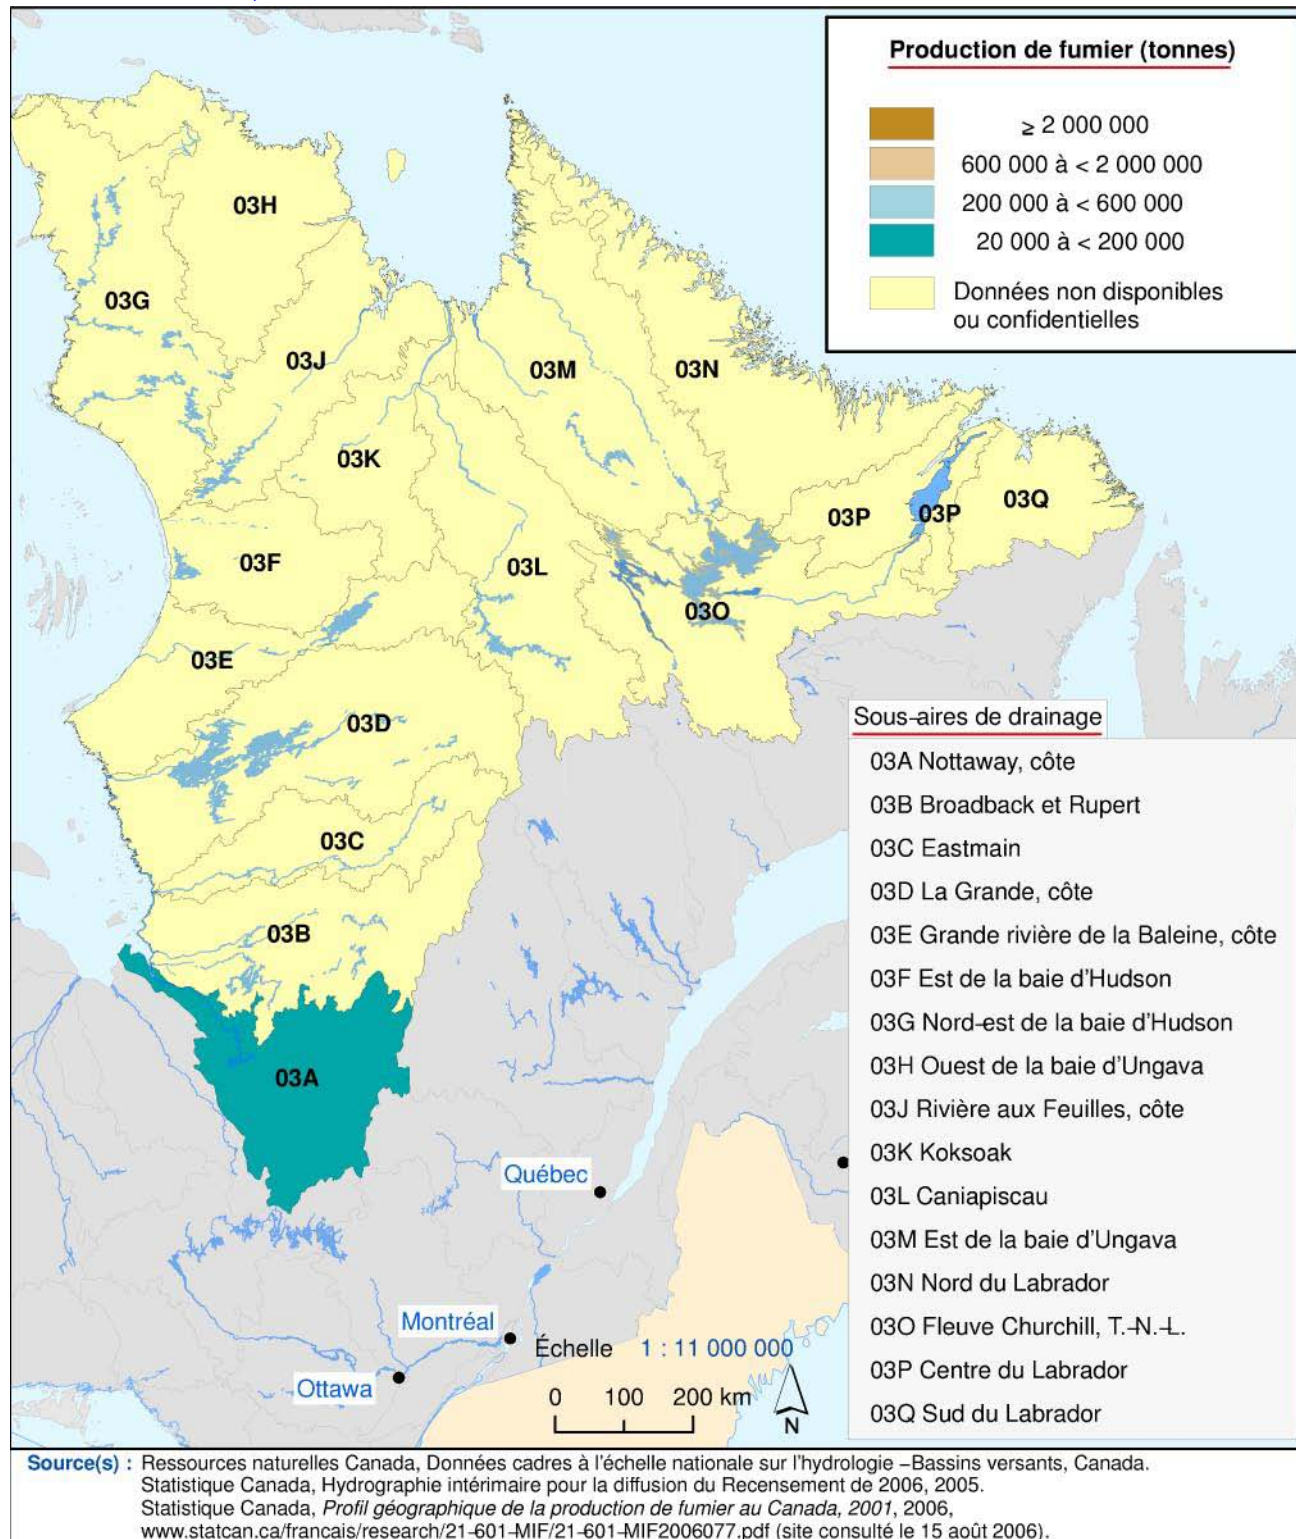 Production de fumier (tonnes)
≥ 2 000 000
600 000 à < 2 000 000
200 000 à < 600 000
20 000 à < 200 000
Données non disponibles
ou confidentielles
03H
03G
03J
03M
03N
03K
03P
03P
03Q
03F
03L
03O
03E
03D
03C
03B
03A
Sous-aires de drainage
03A Nottaway, côte
03B Broadback et Rupert
03C Eastmain
03D La Grande, côte
03E Grande rivière de la Baleine, côte
03F Est de la baie d'Hudson
03G Nord-est de la baie d'Hudson
03H Ouest de la baie d'Ungava
03J Rivière aux Feuilles, côte
03K Koksoak
03L Caniapiscau
03M Est de la baie d'Ungava
03N Nord du Labrador
03O Fleuve Churchill, T.-N.-L.
03P Centre du Labrador
03Q Sud du Labrador
Québec
Montréal
Ottawa
Échelle 1 : 11 000 000
0 100 200 km
N
Source(s) : Ressources naturelles Canada, Données cadres à l'échelle nationale sur l'hydrologie –Bassins versants, Canada.
Statistique Canada, Hydrographie intérimaire pour la diffusion du Recensement de 2006, 2005.
Statistique Canada, Profil géographique de la production de fumier au Canada, 2001, 2006,
www.statcan.ca/francais/research/21-601-MIF/21-601-MIF2006077.pdf (site consulté le 15 août 2006).